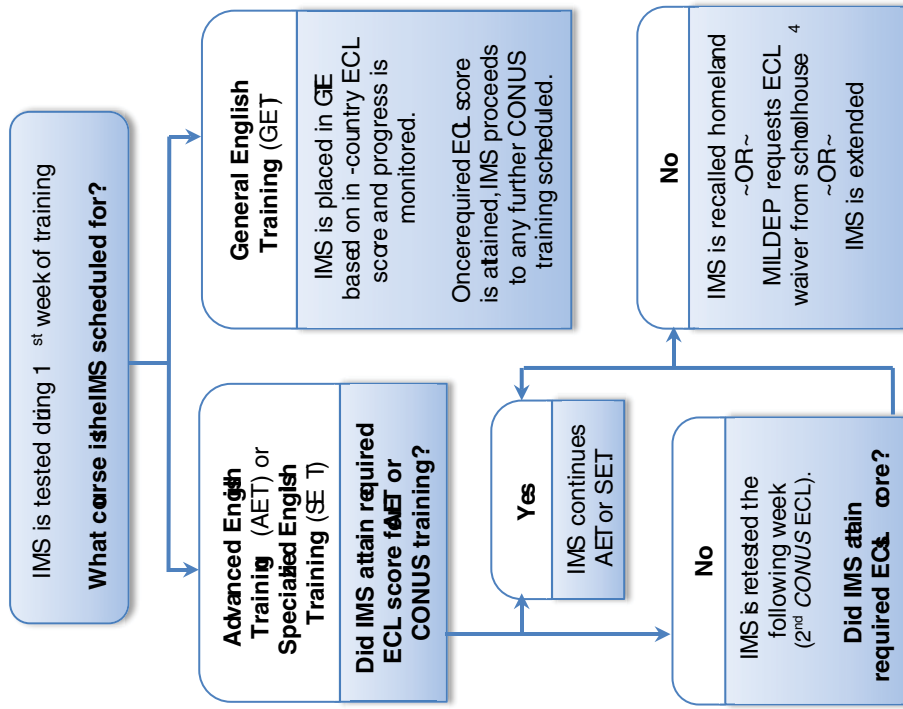 IMS is tested during 1st week of training
What course is the IMS scheduled for?
Advanced English
Training (AET) or
Specialized English
Training (SET)
Did IMS attain required
ECL score for AET or
CONUS training?
General English
Training (GET)
IMS is placed in GET
based on in -country ECL
score and progress is
monitored.
Once required ECL score
is attained, IMS proceeds
to any further CONUS
training scheduled.
Yes
IMS continues
AET or SET.
No
IMS is retested the
following week
(2nd CONUS ECL).
Did IMS attain
required ECL score?
No
IMS is recalled homeland
~OR~
MILDEP requests ECL
waiver from schoolhouse 4
~OR~
IMS is extended